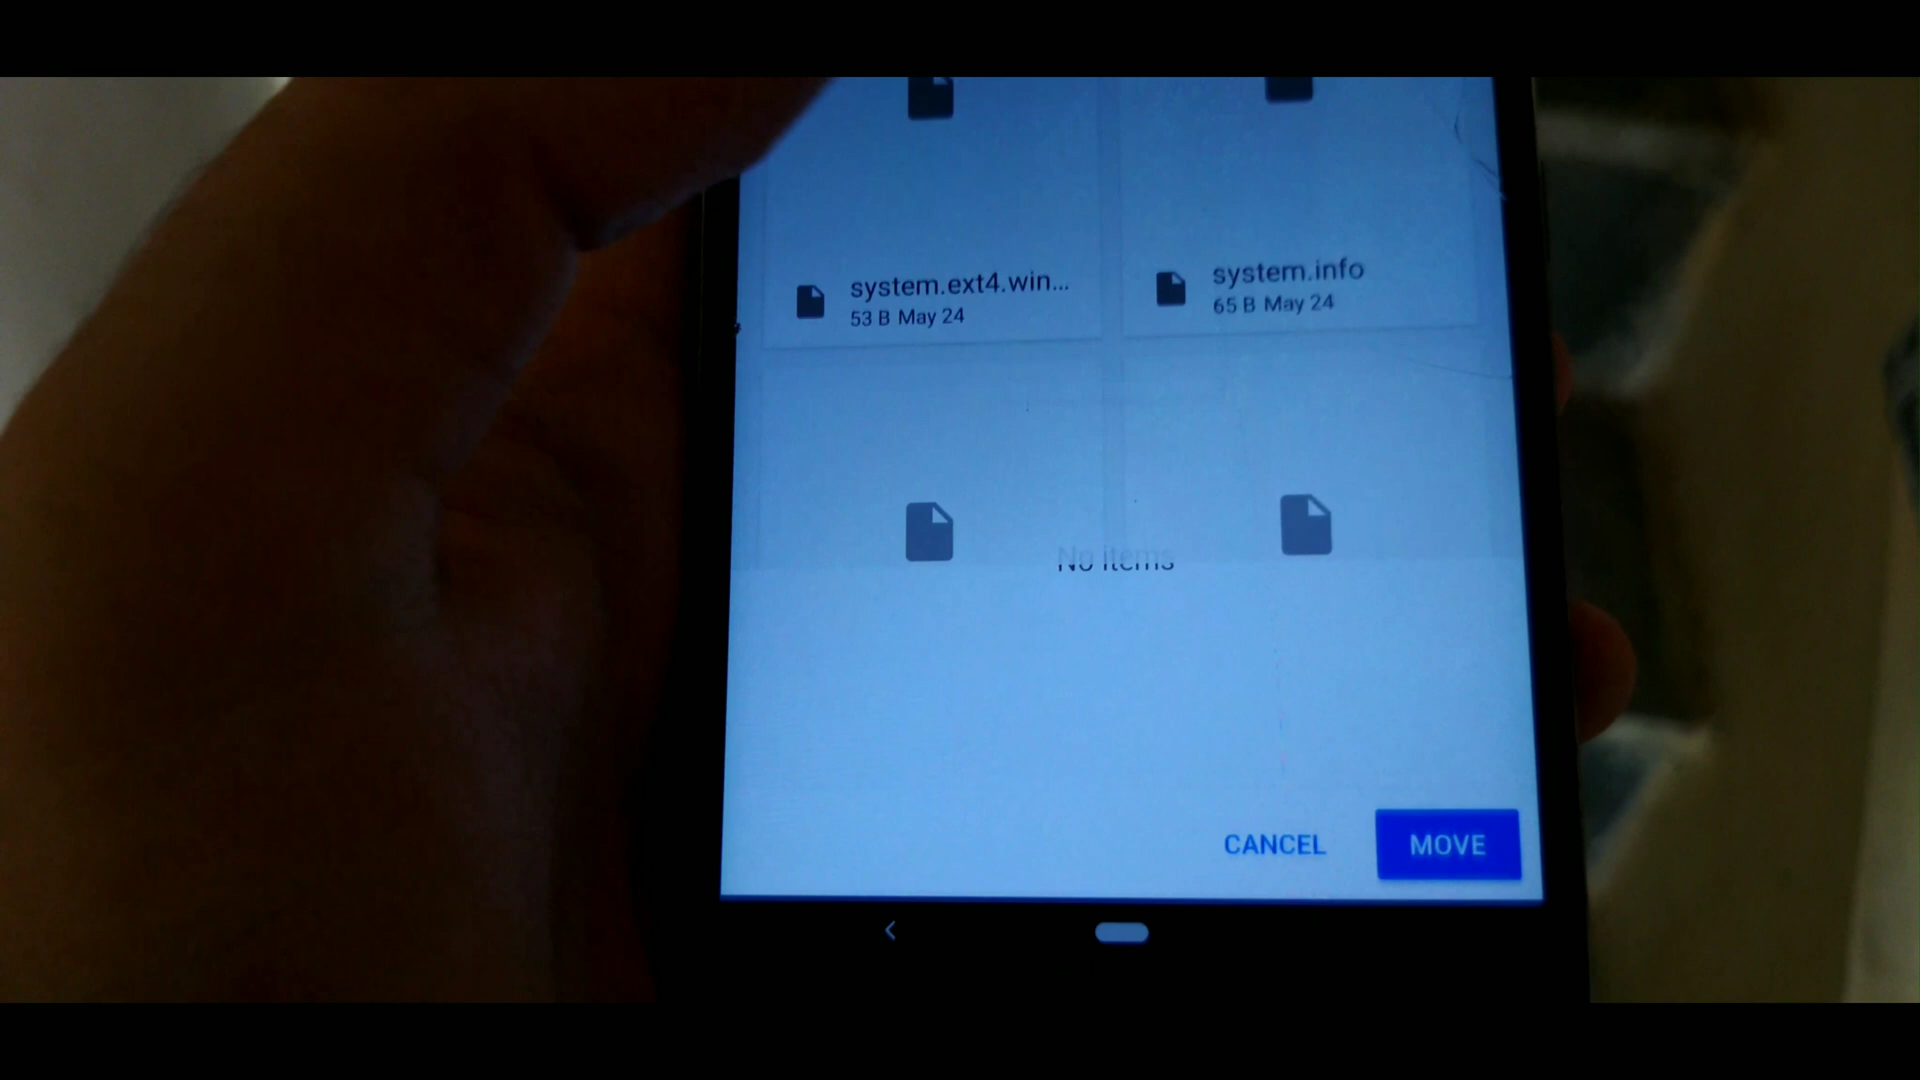 system.ext4.win...
53 B May 24
system.info
65 B May 24
No items
CANCEL
MOVE